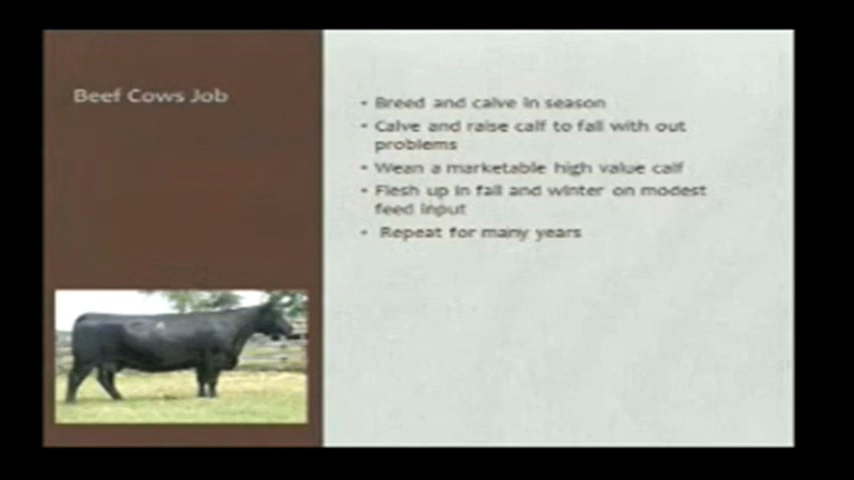 Beef Cows Job
• Breed and calve in season
• Calve and raise calf to fall with out
problems
• Wean a marketable high value calf
• Flesh up in fall and winter on modest
feed input
• Repeat for many years